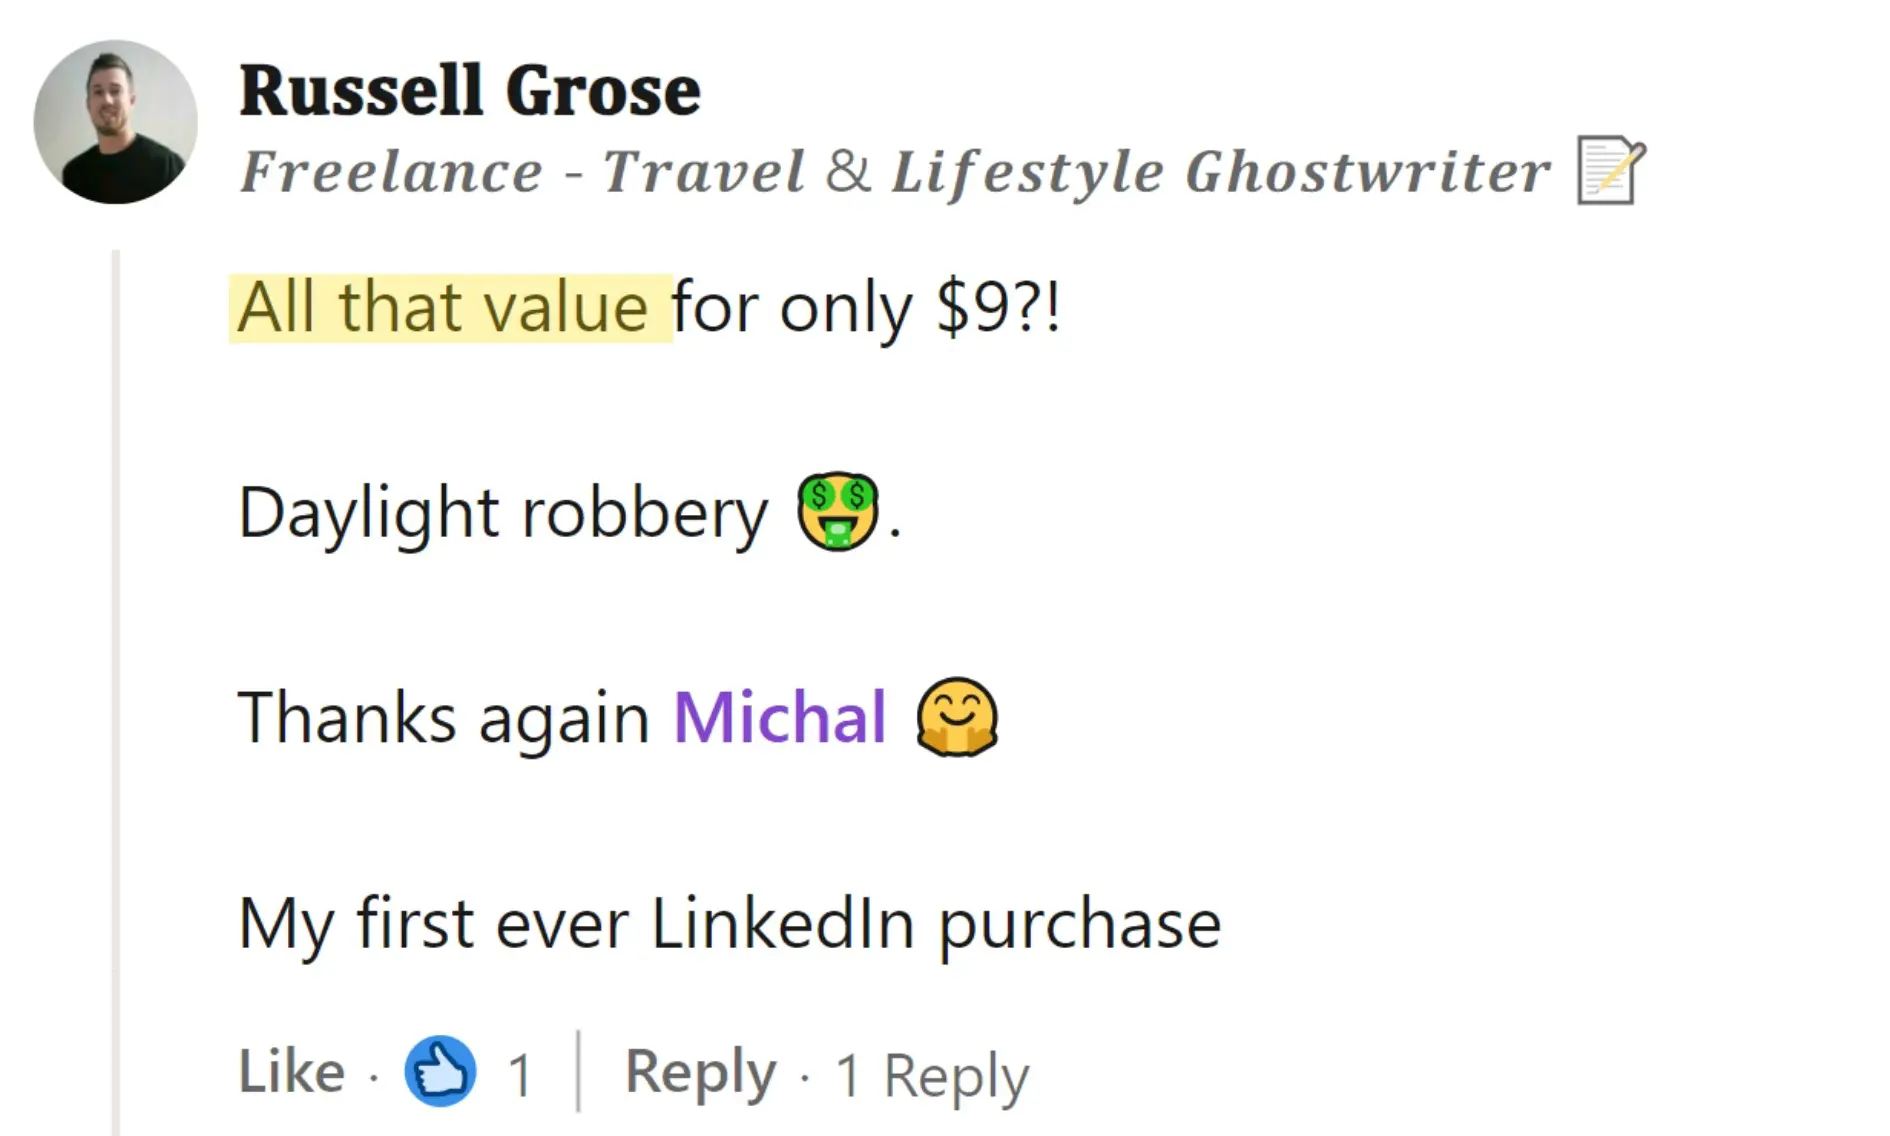 Russell Grose
Freelance - Travel & Lifestyle Ghostwriter 📝
All that value for only $9?!
Daylight robbery 🤑.
Thanks again Michal 🤗
My first ever LinkedIn purchase
Like · 👍 1 | Reply · 1 Reply